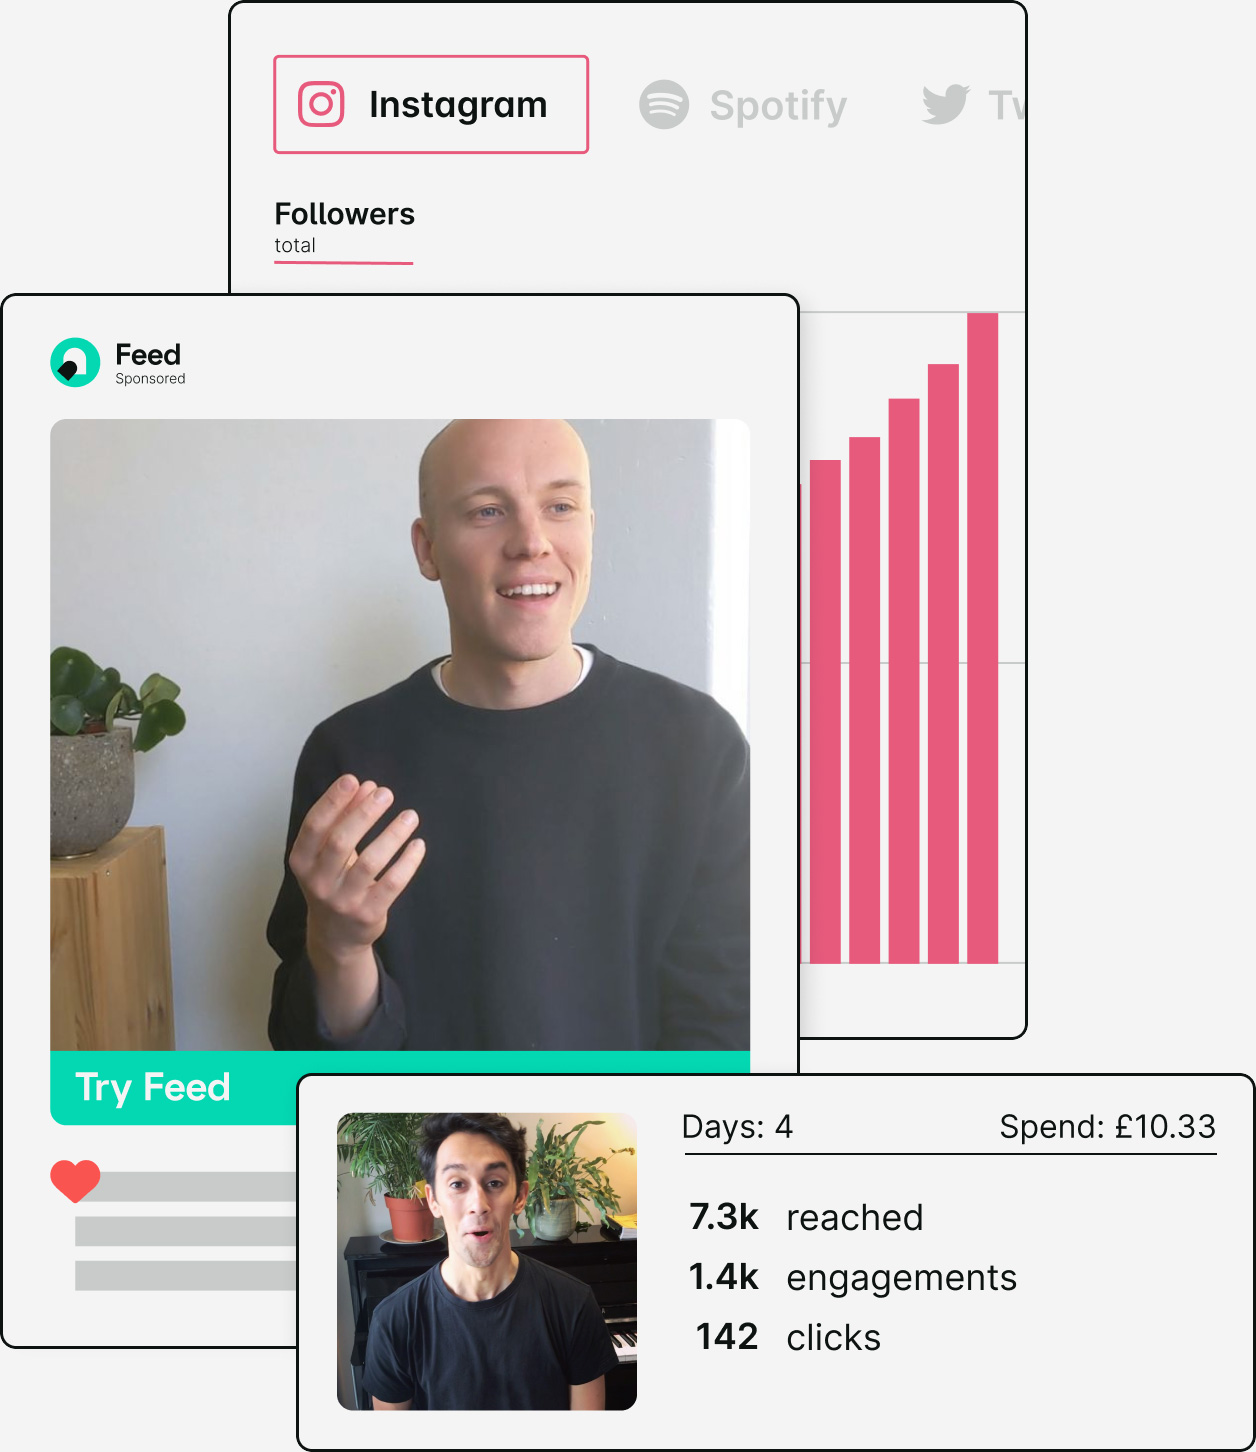 Instagram
Spotify
Tw
Followers
total
Feed
Sponsored
Try Feed
Days: 4
Spend: £10.33
7.3k reached
1.4k engagements
142 clicks